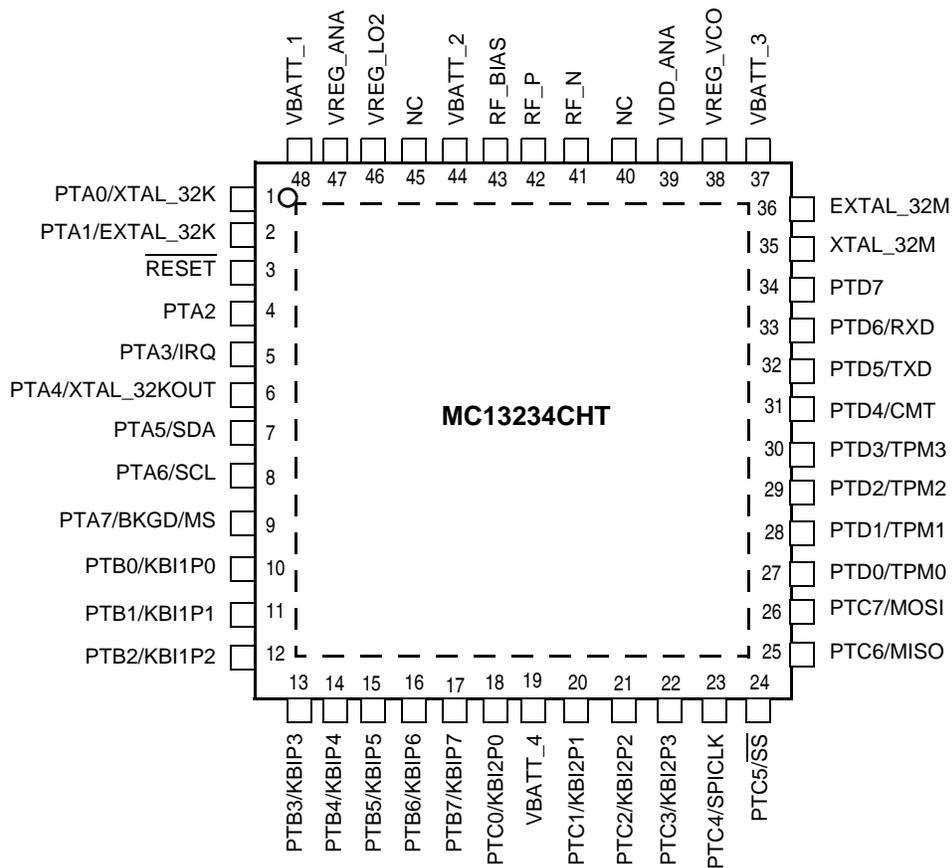 VBATT_1
VREG_ANA
VREG_LO2
NC
VBATT_2
RF_BIAS
RF_P
RF_N
NC
VDD_ANA
VREG_VCO
VBATT_3
48 47 46 45 44 43 42 41 40 39 38 37
PTA0/XTAL_32K 1
PTA1/EXTAL_32K 2
RESET 3
PTA2 4
PTA3/IRQ 5
PTA4/XTAL_32KOUT 6
PTA5/SDA 7
PTA6/SCL 8
PTA7/BKGD/MS 9
PTB0/KBI1P0 10
PTB1/KBI1P1 11
PTB2/KBI1P2 12
MC13234CHT
36 EXTAL_32M
35 XTAL_32M
34 PTD7
33 PTD6/RXD
32 PTD5/TXD
31 PTD4/CMT
30 PTD3/TPM3
29 PTD2/TPM2
28 PTD1/TPM1
27 PTD0/TPM0
26 PTC7/MOSI
25 PTC6/MISO
13 14 15 16 17 18 19 20 21 22 23 24
PTB3/KBIP3
PTB4/KBIP4
PTB5/KBIP5
PTB6/KBIP6
PTB7/KBIP7
PTC0/KBI2P0
VBATT_4
PTC1/KBI2P1
PTC2/KBI2P2
PTC3/KBI2P3
PTC4/SPICLK
PTC5/SS